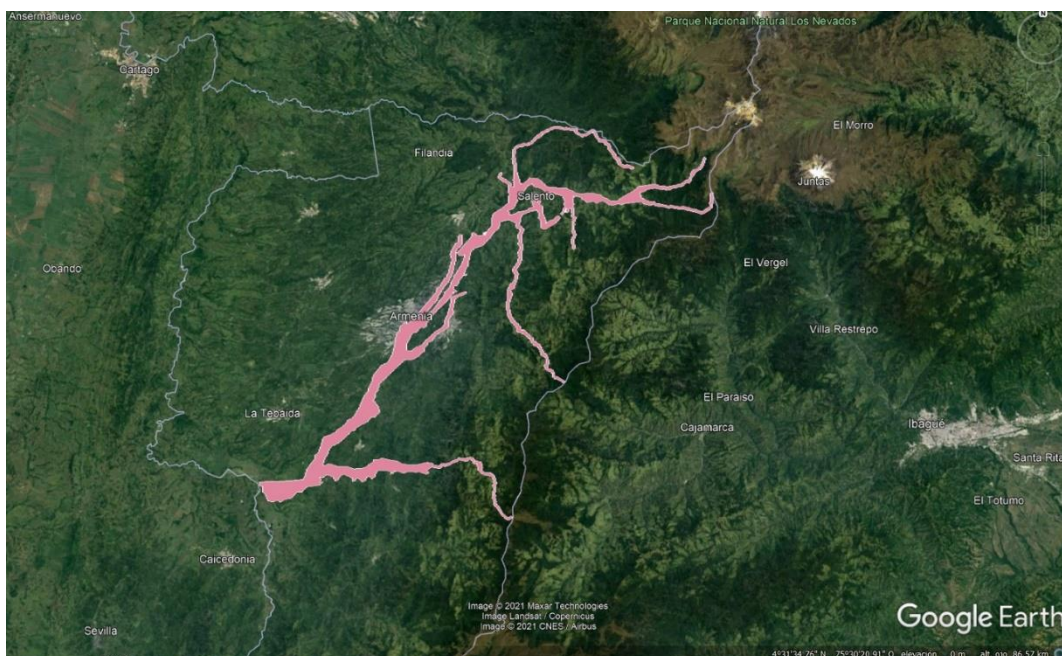 Ansermanuevo
Parque Nacional Natural Los Nevados
Cartago
El Morro
Filandia
Juntas
Salento
Obando
El Vergel
Armenia
Villa Restrepo
El Paraíso
La Tebaida
Cajamarca
Ibagué
Santa Rita
El Totumo
Caicedonia
Image © 2021 Maxar Technologies
Image Landsat / Copernicus
Image © 2021 CNES / Airbus
Google Earth
Sevilla